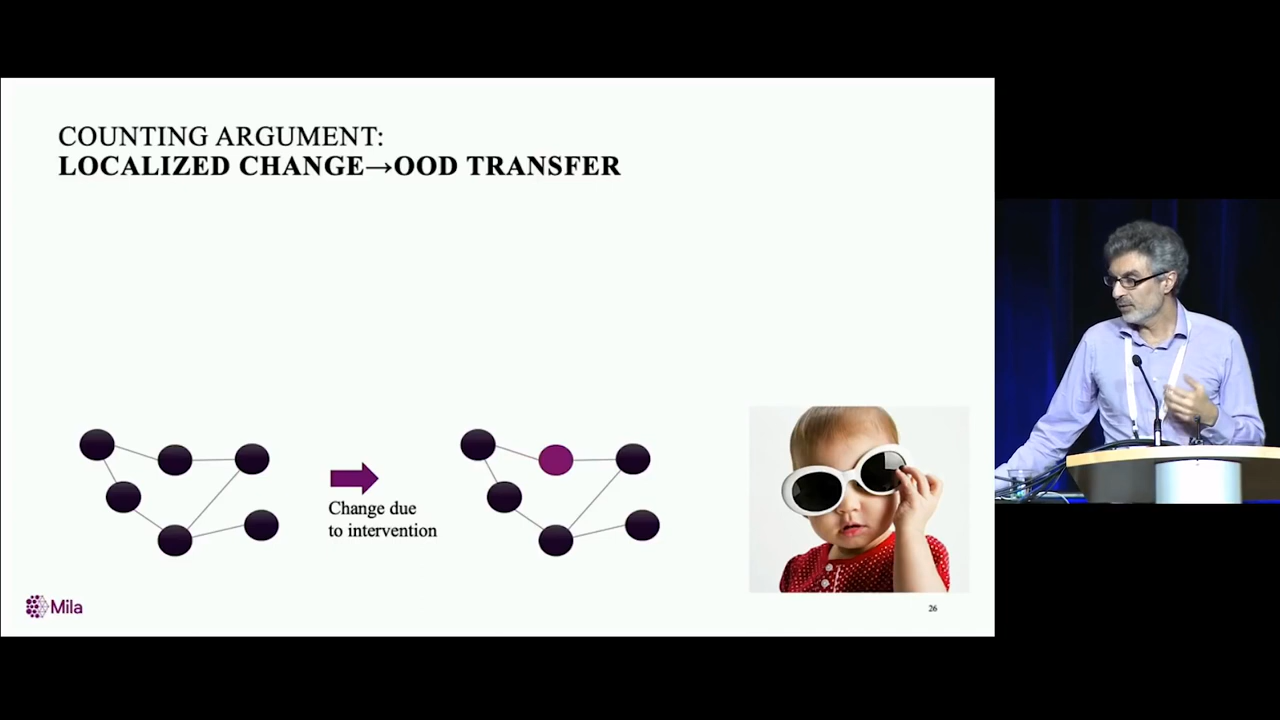 COUNTING ARGUMENT:
LOCALIZED CHANGE→OOD TRANSFER
Change due
to intervention
Mila
26